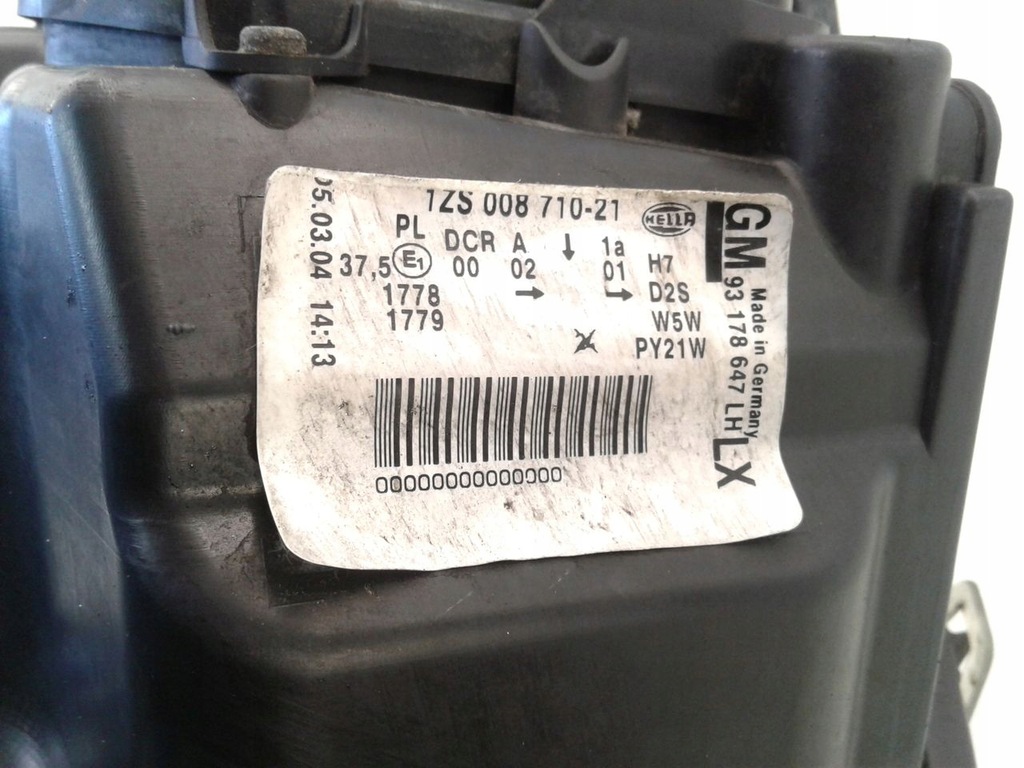 1ZS 008 710-21 HELLA
PL DCR A ↓ 1a
37,5 E1 00 02 01 H7
1778 → → D2S
1779 W5W
PY21W
00000000000000
05.03.04 14:13
GM 93 178 647 LH LX
Made in Germany